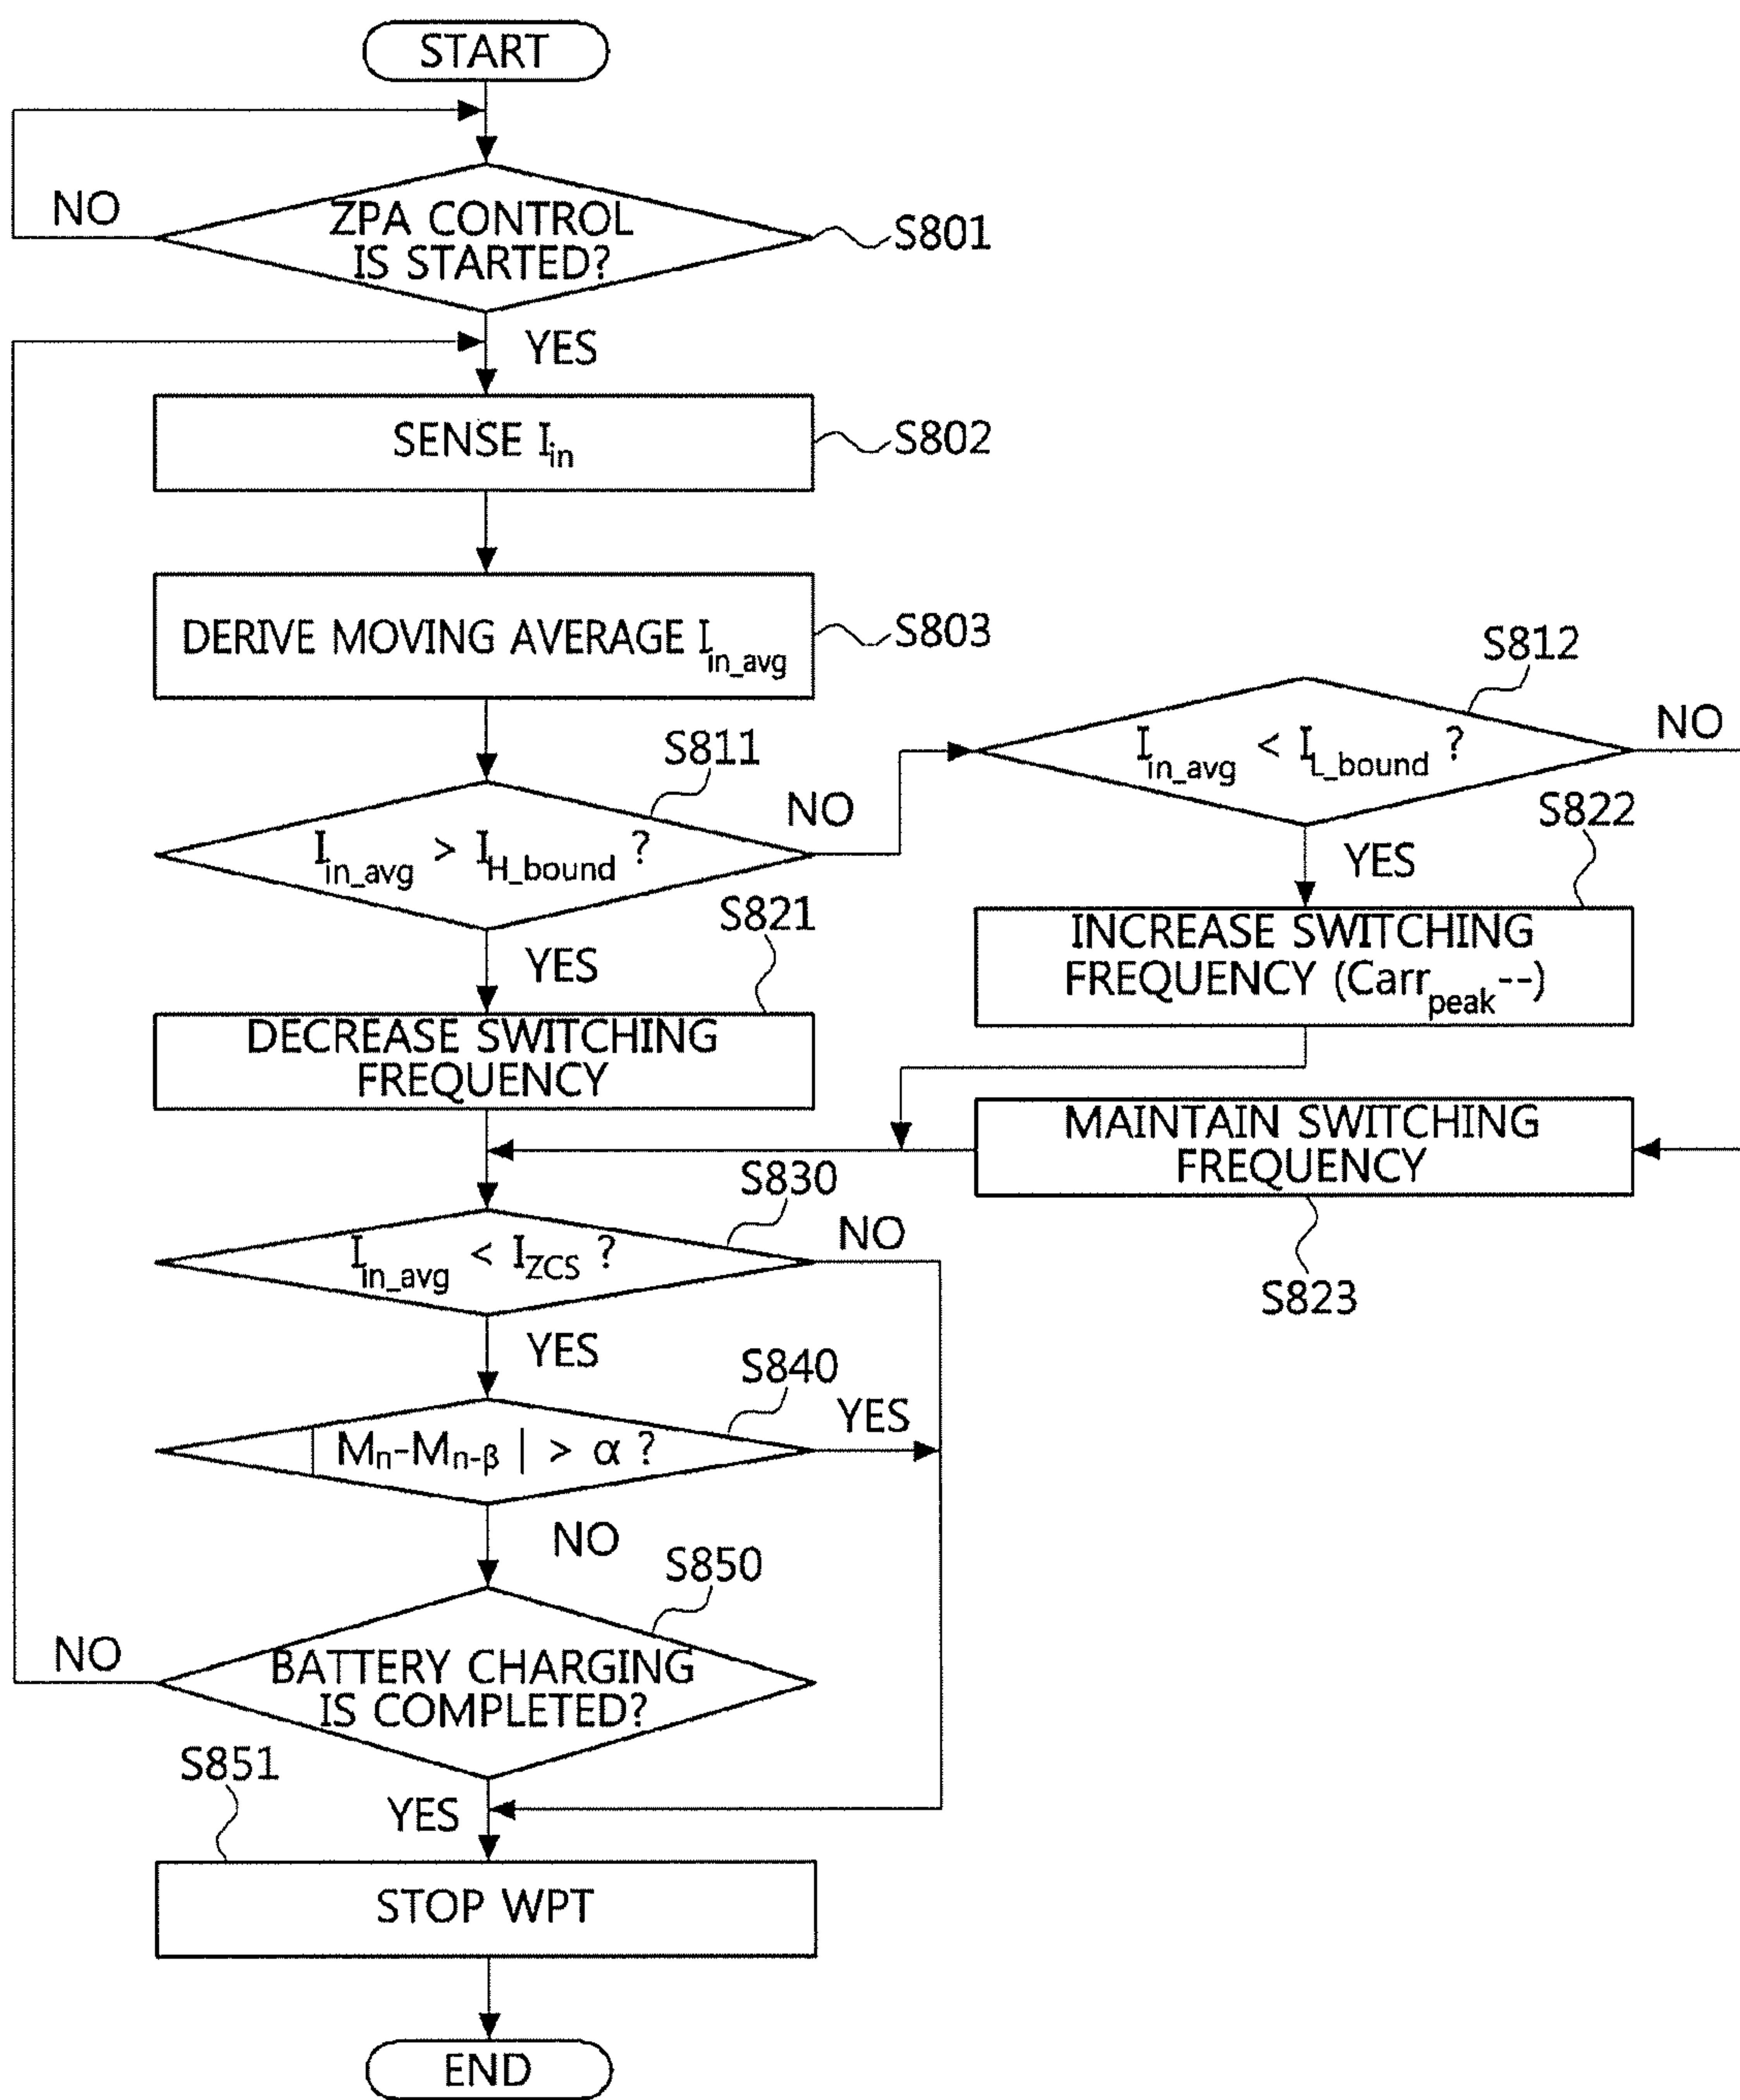 START
NO
ZPA CONTROL
IS STARTED?
S801
YES
SENSE I_in
S802
DERIVE MOVING AVERAGE I_in_avg
S803
S811
I_in_avg > I_H_bound ?
NO
S812
I_in_avg < I_L_bound ?
NO
YES
S822
INCREASE SWITCHING
FREQUENCY (Carr_peak--)
YES
S821
DECREASE SWITCHING
FREQUENCY
MAINTAIN SWITCHING
FREQUENCY
S823
S830
I_in_avg < I_ZCS ?
NO
YES
S840
| M_n-M_n-β | > α ?
YES
NO
S850
BATTERY CHARGING
IS COMPLETED?
NO
YES
S851
STOP WPT
END